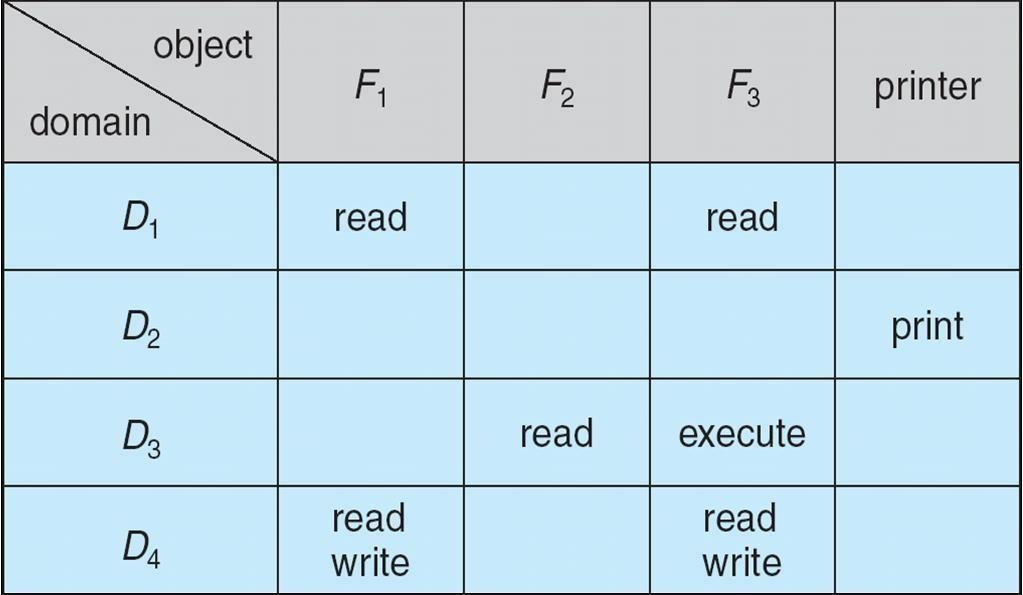 object
domain
F₁ F₂ F₃ printer
D₁ read read
D₂ print
D₃ read execute
D₄ read write read write